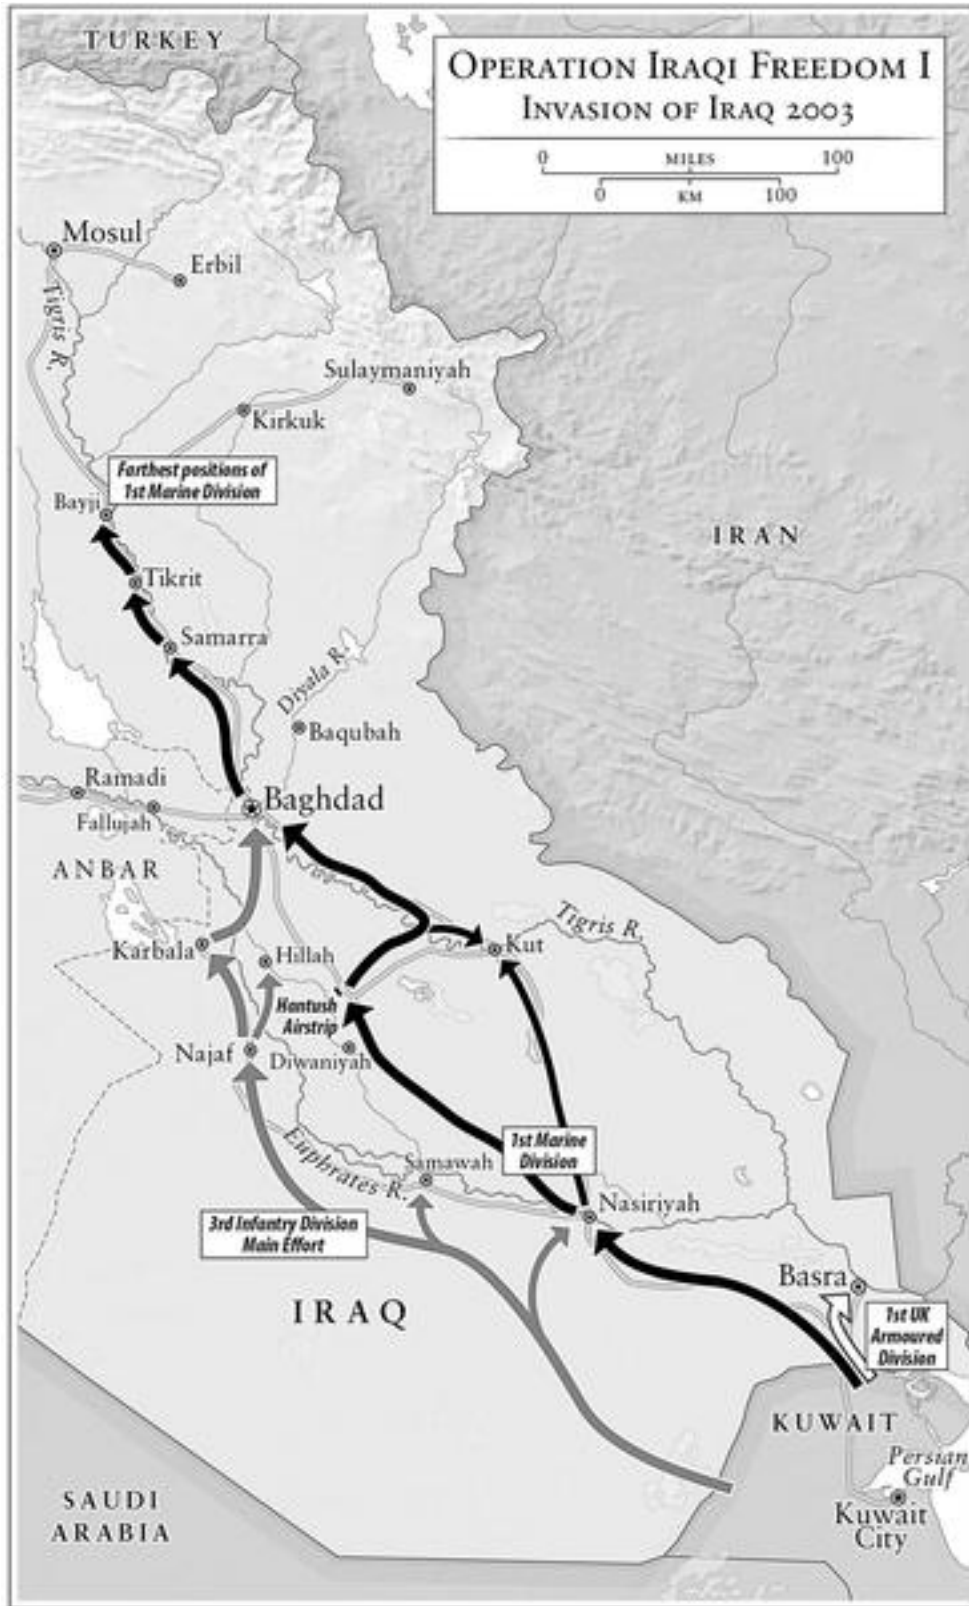 TURKEY
OPERATION IRAQI FREEDOM I
INVASION OF IRAQ 2003
0 MILES 100
0 KM 100
Mosul
Erbil
Tigris R.
Sulaymaniyah
Kirkuk
Farthest positions of
1st Marine Division
Bayji
IRAN
Tikrit
Samarra
Diyala R.
Baqubah
Ramadi
Baghdad
Fallujah
ANBAR
Tigris R.
Karbala
Hillah
Kut
Hantush
Airstrip
Najaf
Diwaniyah
1st Marine
Division
Euphrates R.
Samawah
Nasiriyah
3rd Infantry Division
Main Effort
Basra
IRAQ
1st UK
Armoured
Division
KUWAIT
Persian
Gulf
SAUDI
ARABIA
Kuwait
City